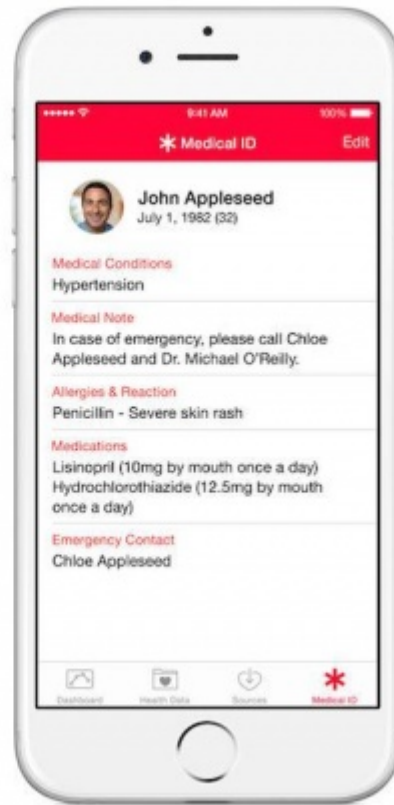 9:41 AM
100%
Medical ID
Edit
John Appleseed
July 1, 1982 (32)
Medical Conditions
Hypertension
Medical Note
In case of emergency, please call Chloe
Appleseed and Dr. Michael O'Reilly.
Allergies & Reaction
Penicillin - Severe skin rash
Medications
Lisinopril (10mg by mouth once a day)
Hydrochlorothiazide (12.5mg by mouth
once a day)
Emergency Contact
Chloe Appleseed
Dashboard
Health Data
Sources
Medical ID